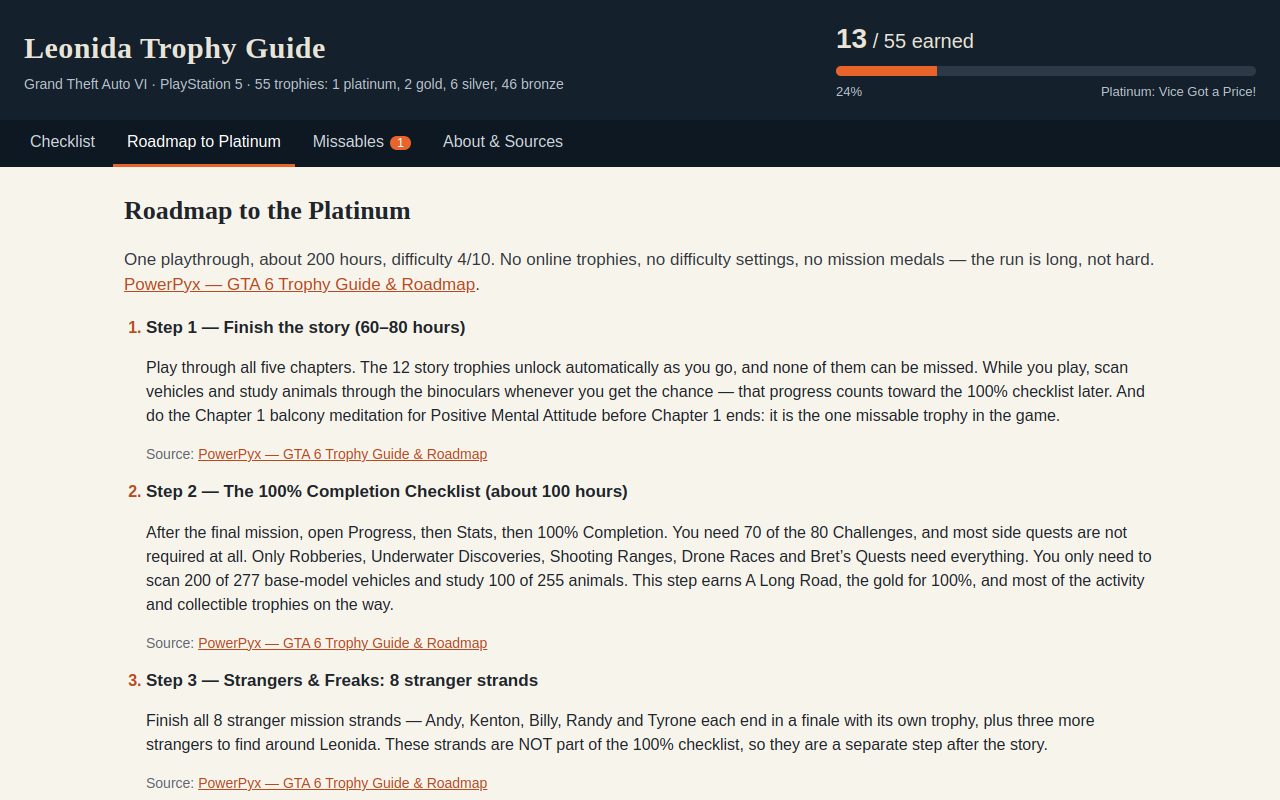 Leonida Trophy Guide
Grand Theft Auto VI · PlayStation 5 · 55 trophies: 1 platinum, 2 gold, 6 silver, 46 bronze
13 / 55 earned
24%
Platinum: Vice Got a Price!
Checklist
Roadmap to Platinum
Missables 1
About & Sources
Roadmap to the Platinum
One playthrough, about 200 hours, difficulty 4/10. No online trophies, no difficulty settings, no mission medals — the run is long, not hard.
PowerPyx — GTA 6 Trophy Guide & Roadmap.
1. Step 1 — Finish the story (60–80 hours)
Play through all five chapters. The 12 story trophies unlock automatically as you go, and none of them can be missed. While you play, scan
vehicles and study animals through the binoculars whenever you get the chance — that progress counts toward the 100% checklist later. And
do the Chapter 1 balcony meditation for Positive Mental Attitude before Chapter 1 ends: it is the one missable trophy in the game.
Source: PowerPyx — GTA 6 Trophy Guide & Roadmap
2. Step 2 — The 100% Completion Checklist (about 100 hours)
After the final mission, open Progress, then Stats, then 100% Completion. You need 70 of the 80 Challenges, and most side quests are not
required at all. Only Robberies, Underwater Discoveries, Shooting Ranges, Drone Races and Bret’s Quests need everything. You only need to
scan 200 of 277 base-model vehicles and study 100 of 255 animals. This step earns A Long Road, the gold for 100%, and most of the activity
and collectible trophies on the way.
Source: PowerPyx — GTA 6 Trophy Guide & Roadmap
3. Step 3 — Strangers & Freaks: 8 stranger strands
Finish all 8 stranger mission strands — Andy, Kenton, Billy, Randy and Tyrone each end in a finale with its own trophy, plus three more
strangers to find around Leonida. These strands are NOT part of the 100% checklist, so they are a separate step after the story.
Source: PowerPyx — GTA 6 Trophy Guide & Roadmap